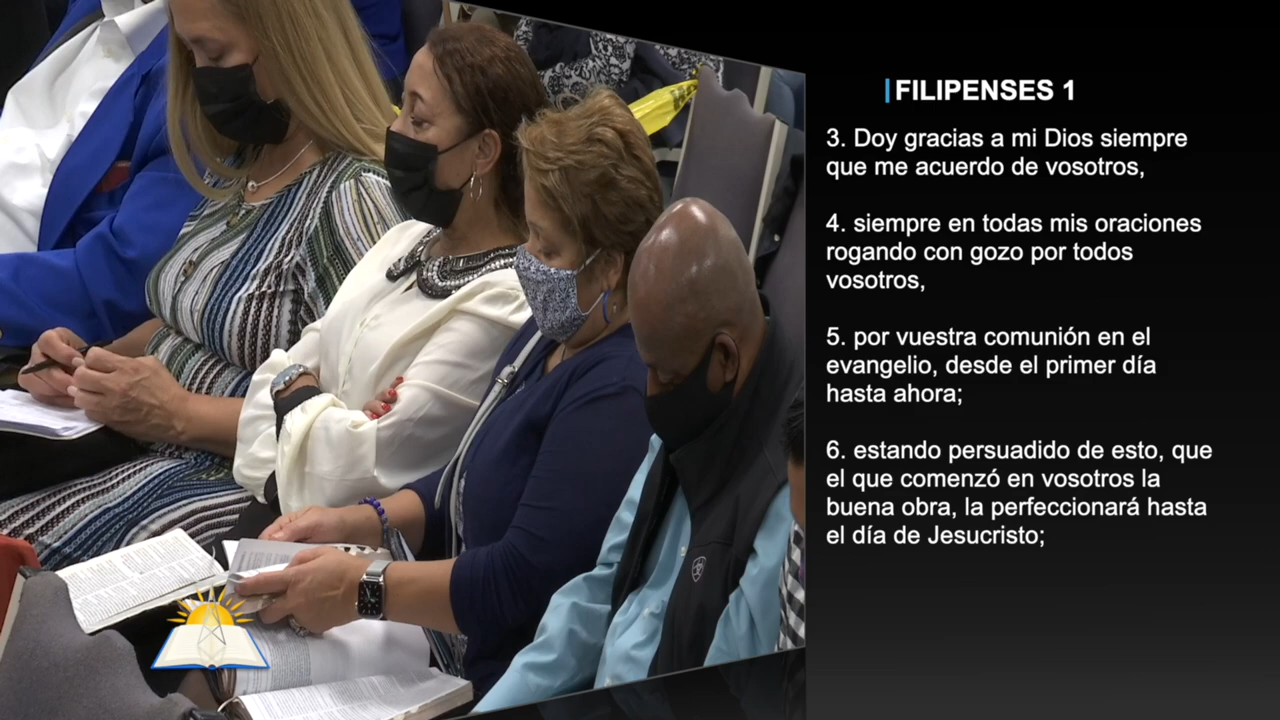 FILIPENSES 1
3. Doy gracias a mi Dios siempre
que me acuerdo de vosotros,
4. siempre en todas mis oraciones
rogando con gozo por todos
vosotros,
5. por vuestra comunión en el
evangelio, desde el primer día
hasta ahora;
6. estando persuadido de esto, que
el que comenzó en vosotros la
buena obra, la perfeccionará hasta
el día de Jesucristo;